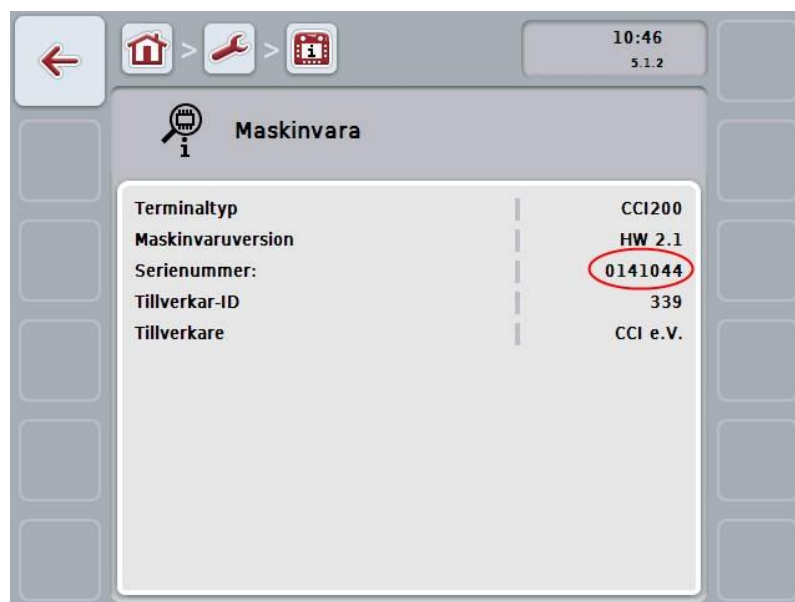 10:46
5.1.2
Maskinvara
Terminaltyp CCI200
Maskinvaruversion HW 2.1
Serienummer: 0141044
Tillverkar-ID 339
Tillverkare CCI e.V.